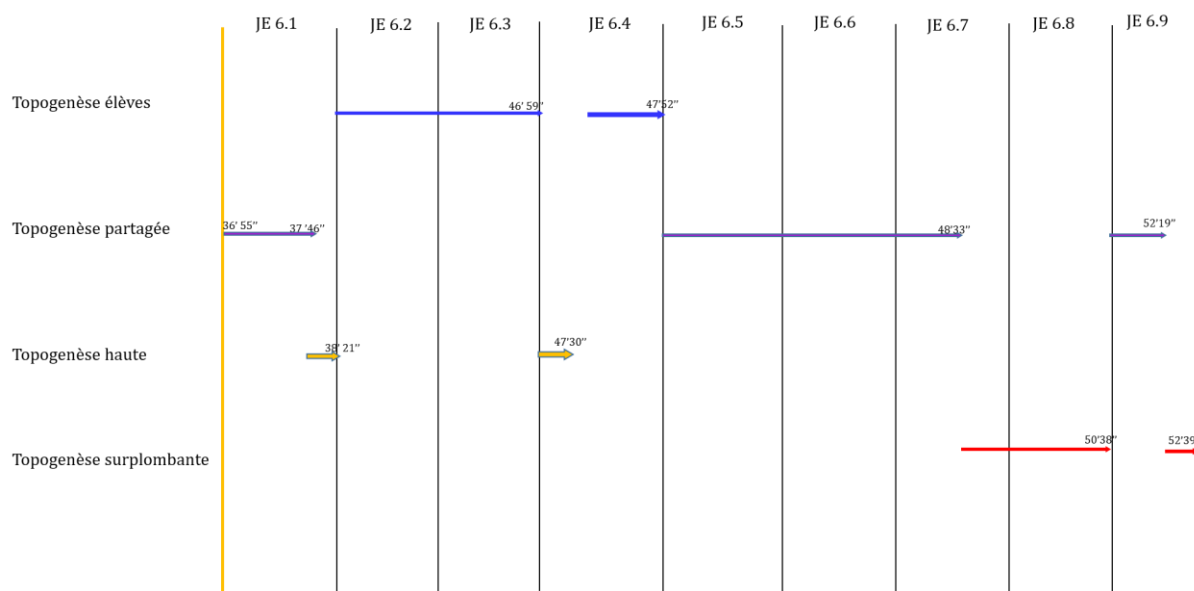 JE 6.1 JE 6.2 JE 6.3 JE 6.4 JE 6.5 JE 6.6 JE 6.7 JE 6.8 JE 6.9
Topogenèse élèves 46’ 59’’ 47’52’’
Topogenèse partagée 36’ 55’’ 37 ’46’’ 48’33’’ 52’19’’
Topogenèse haute 38’ 21’’ 47’30’’
Topogenèse surplombante 50’38’’ 52’39